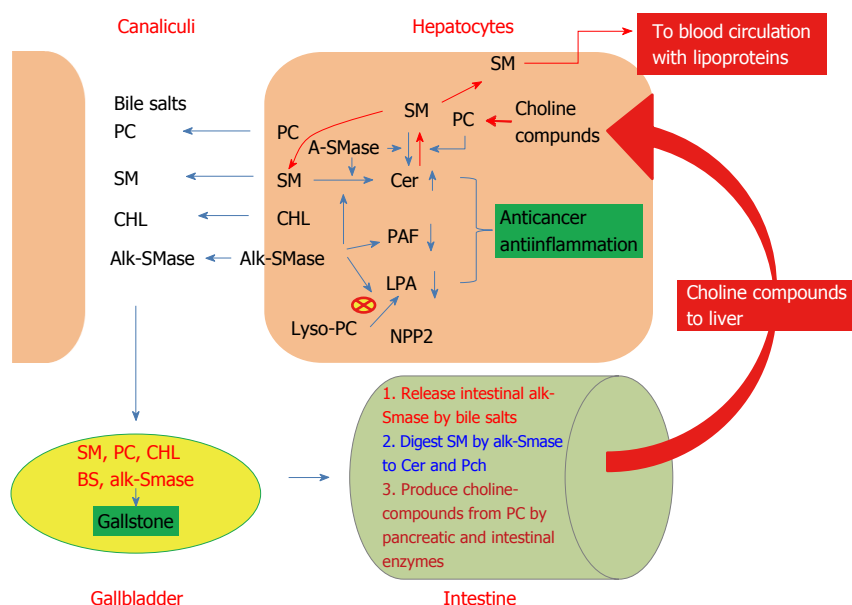 Canaliculi
Hepatocytes
To blood circulation
with lipoproteins
SM
Bile salts
PC
SM
CHL
Alk-SMase
PC
SM
CHL
Alk-SMase
A-SMase
SM
PC
Choline
compunds
Cer
PAF
LPA
Lyso-PC
NPP2
Anticancer
antiinflammation
Choline compounds
to liver
SM, PC, CHL
BS, alk-Smase
Gallstone
1. Release intestinal alk-
Smase by bile salts
2. Digest SM by alk-Smase
to Cer and Pch
3. Produce choline-
compounds from PC by
pancreatic and intestinal
enzymes
Gallbladder
Intestine